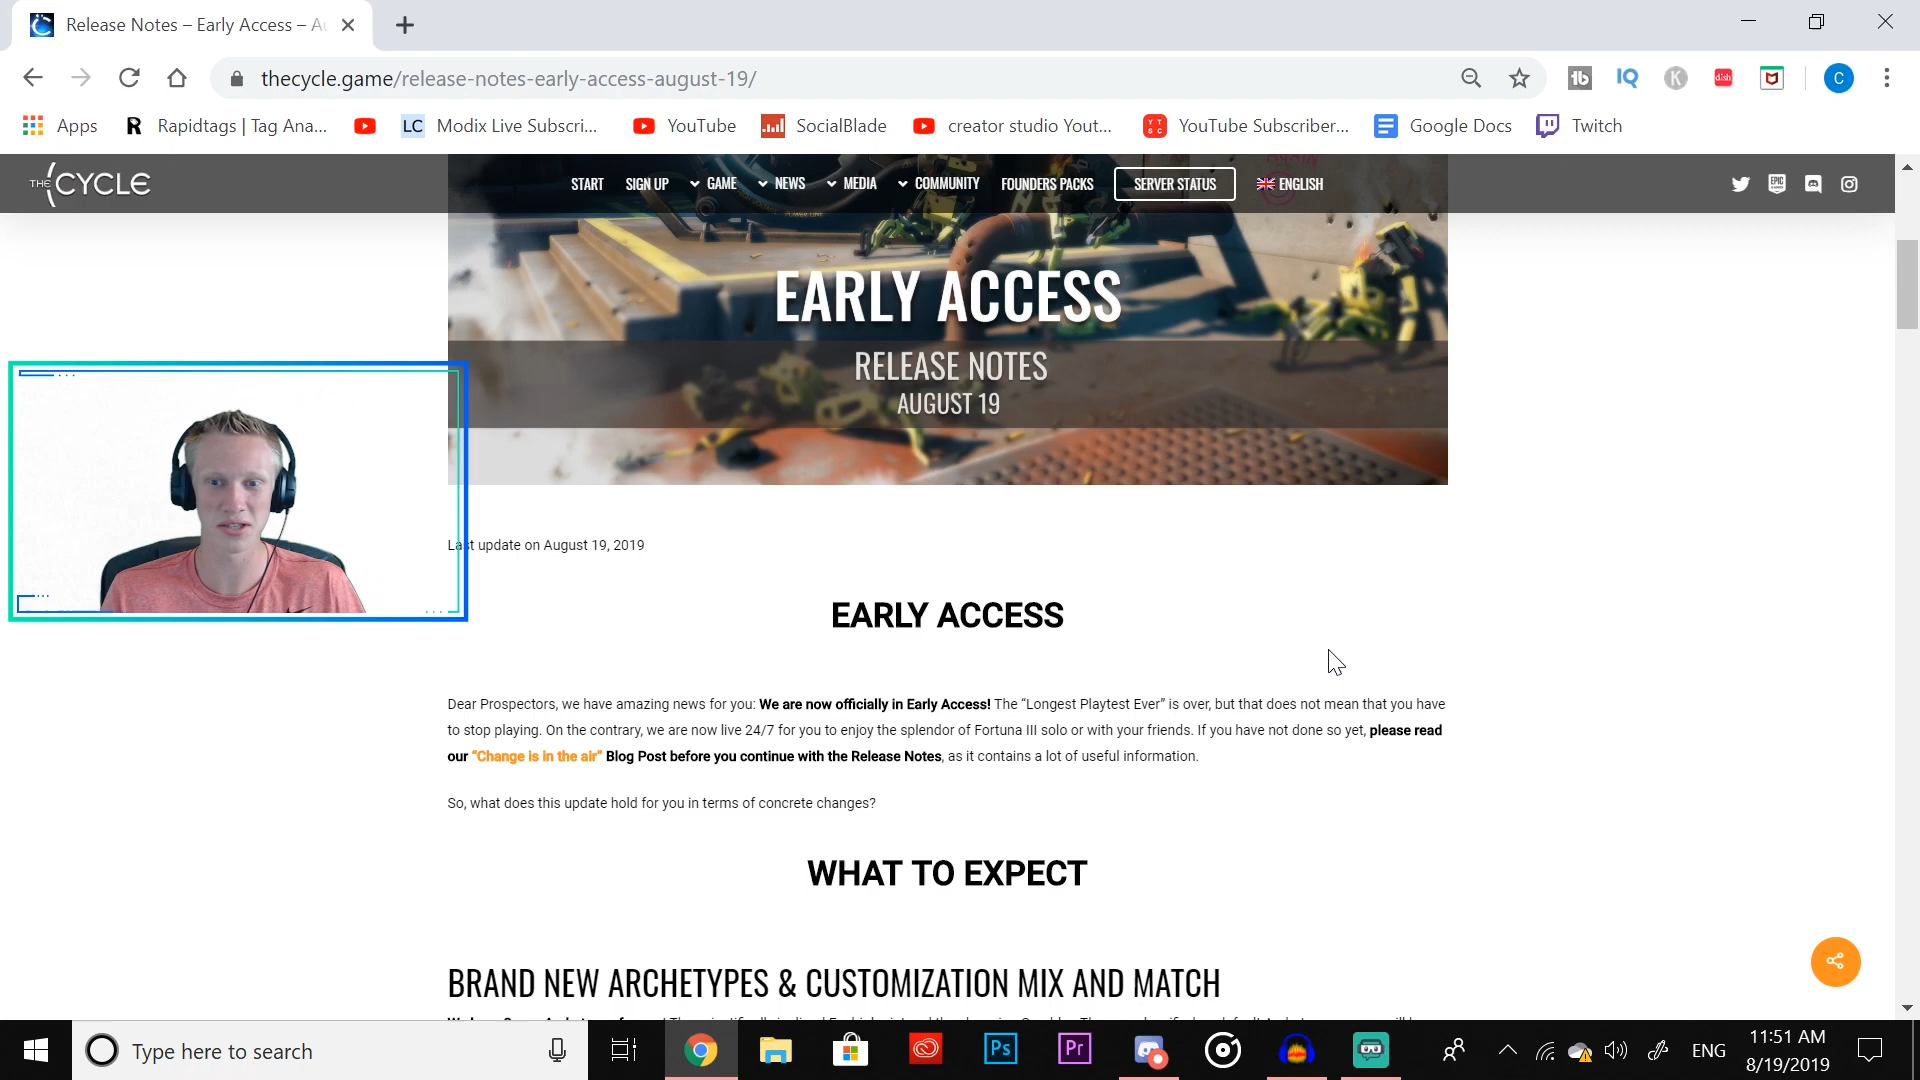 Release Notes – Early Access – Au
thecycle.game/release-notes-early-access-august-19/
Apps
Rapidtags | Tag Ana...
LC
Modix Live Subscri...
YouTube
SocialBlade
creator studio Yout...
YouTube Subscriber...
Google Docs
Twitch
THE CYCLE
START
SIGN UP
GAME
NEWS
MEDIA
COMMUNITY
FOUNDERS PACKS
SERVER STATUS
ENGLISH
EARLY ACCESS
RELEASE NOTES
AUGUST 19
Last update on August 19, 2019
EARLY ACCESS
Dear Prospectors, we have amazing news for you: We are now officially in Early Access! The “Longest Playtest Ever” is over, but that does not mean that you have
to stop playing. On the contrary, we are now live 24/7 for you to enjoy the splendor of Fortuna III solo or with your friends. If you have not done so yet, please read
our “Change is in the air” Blog Post before you continue with the Release Notes, as it contains a lot of useful information.
So, what does this update hold for you in terms of concrete changes?
WHAT TO EXPECT
BRAND NEW ARCHETYPES & CUSTOMIZATION MIX AND MATCH
Type here to search
Ps
Pr
ENG
11:51 AM
8/19/2019